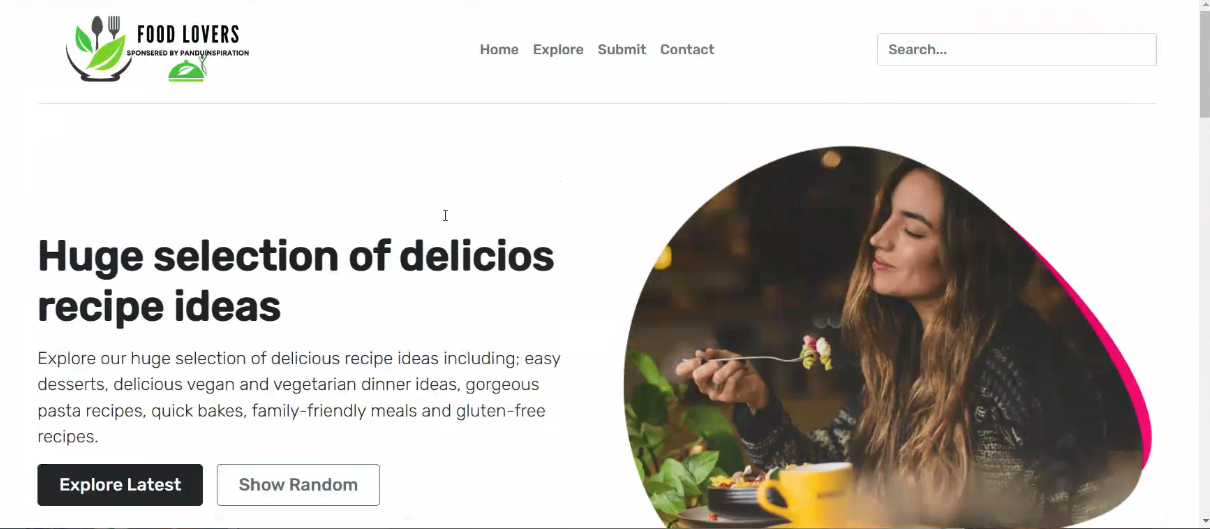 FOOD LOVERS
SPONSERED BY PANDUINSPIRATION
Home Explore Submit Contact
Search...
Huge selection of delicios
recipe ideas
Explore our huge selection of delicious recipe ideas including; easy
desserts, delicious vegan and vegetarian dinner ideas, gorgeous
pasta recipes, quick bakes, family-friendly meals and gluten-free
recipes.
Explore Latest Show Random